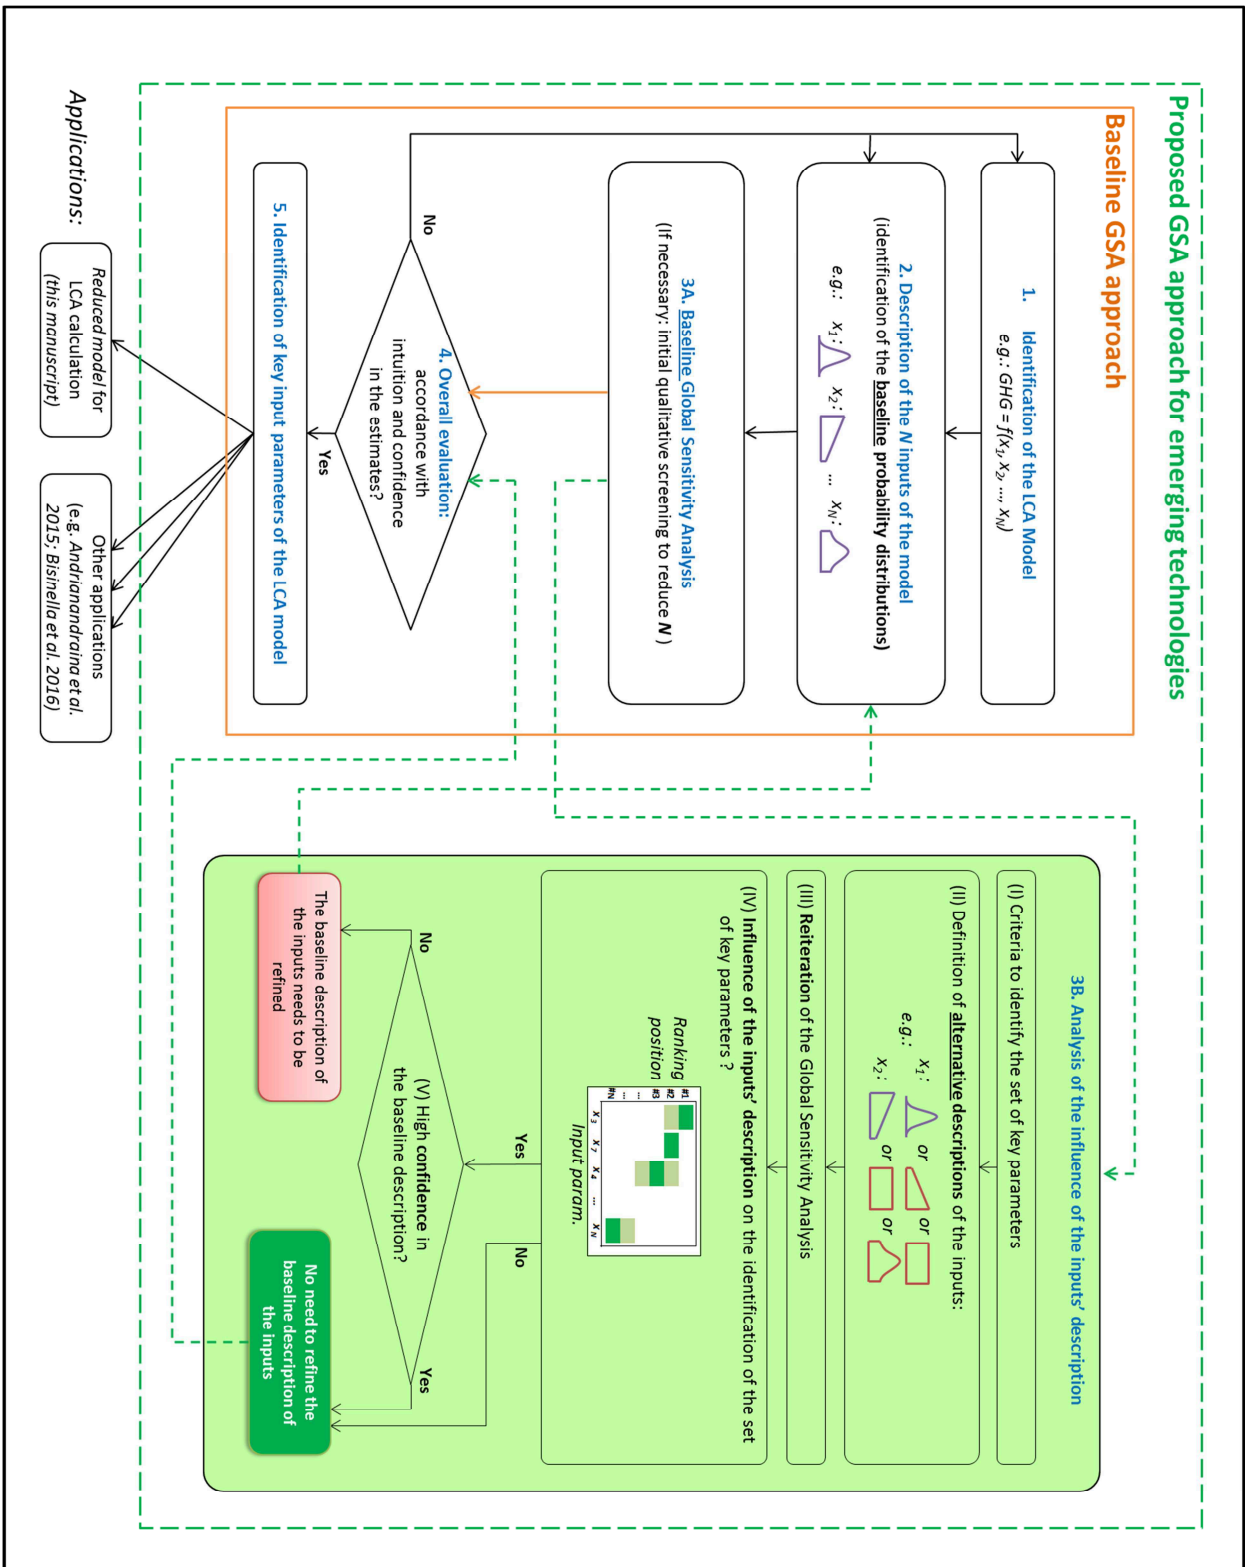 Proposed GSA approach for emerging technologies
Baseline GSA approach
1. Identification of the LCA Model
e.g.: GHG = f(x1, x2, ..., xN)
2. Description of the N inputs of the model
(identification of the baseline probability distributions)
e.g.: x1: x2: ... xN:
3A. Baseline Global Sensitivity Analysis
(If necessary: initial qualitative screening to reduce N )
4. Overall evaluation:
accordance with
intuition and confidence
in the estimates?
No
Yes
5. Identification of key input parameters of the LCA model
Applications:
Reduced model for
LCA calculation
(this manuscript)
Other applications
(e.g. Andrianandraina et al.
2015; Bisinella et al. 2016)
3B. Analysis of the influence of the inputs' description
(I) Criteria to identify the set of key parameters
(II) Definition of alternative descriptions of the inputs:
e.g.: x1: or or
x2: or or
(III) Reiteration of the Global Sensitivity Analysis
(IV) Influence of the inputs' description on the identification of the set
of key parameters ?
Ranking
position
#1
#2
#3
...
...
#N
x3 x7 x4 ... xN
Input param.
Yes
No
(V) High confidence in
the baseline description?
No
Yes
The baseline description of
the inputs needs to be
refined
No need to refine the
baseline description of
the inputs